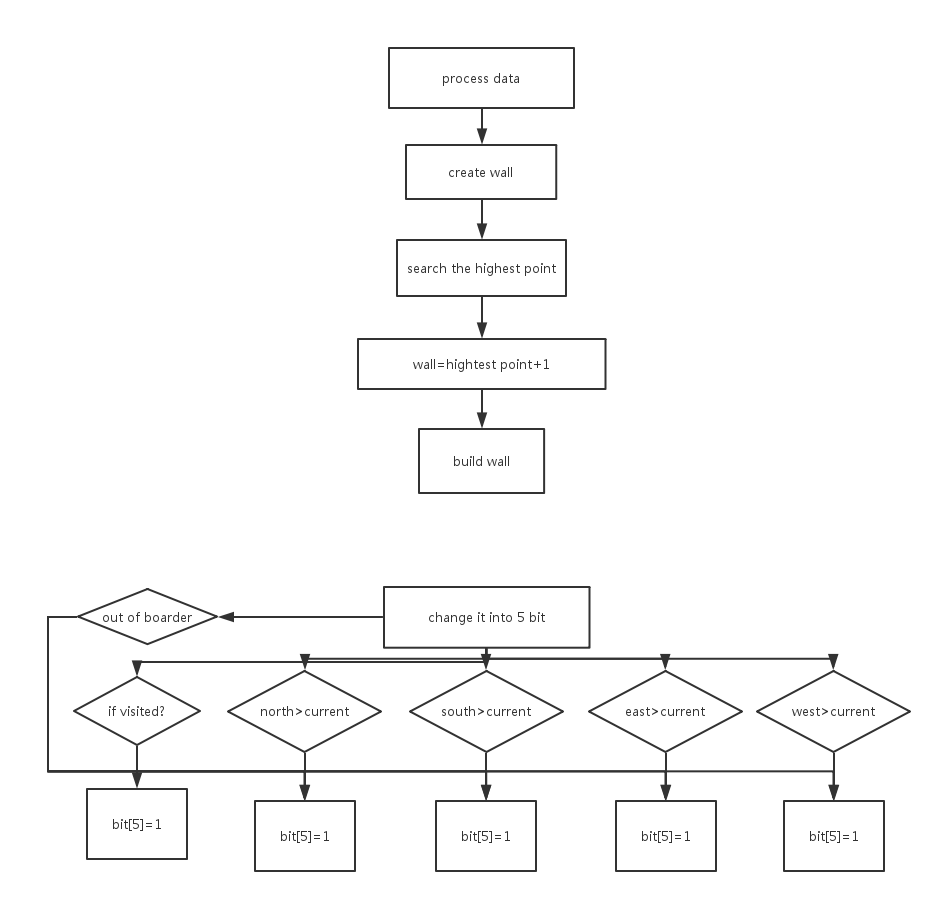 process data
create wall
search the highest point
wall=hightest point+1
build wall
out of boarder
change it into 5 bit
if visited?
north>current
south>current
east>current
west>current
bit[5]=1
bit[5]=1
bit[5]=1
bit[5]=1
bit[5]=1